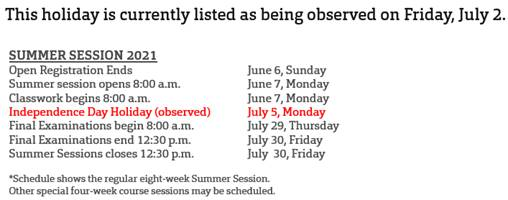 This holiday is currently listed as being observed on Friday, July 2.
SUMMER SESSION 2021
Open Registration Ends June 6, Sunday
Summer session opens 8:00 a.m. June 7, Monday
Classwork begins 8:00 a.m. June 7, Monday
Independence Day Holiday (observed) July 5, Monday
Final Examinations begin 8:00 a.m. July 29, Thursday
Final Examinations end 12:30 p.m. July 30, Friday
Summer Sessions closes 12:30 p.m. July 30, Friday
*Schedule shows the regular eight-week Summer Session.
Other special four-week course sessions may be scheduled.